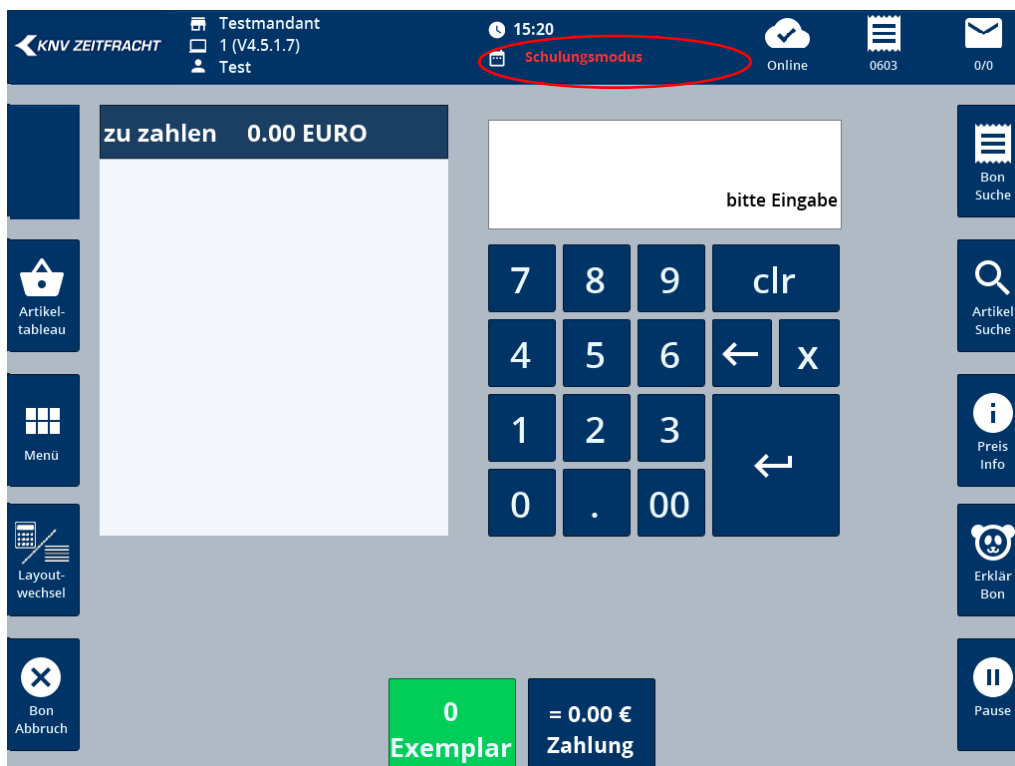 KNV ZEITFRACHT
Testmandant
1 (V4.5.1.7)
Test
15:20
Schulungsmodus
Online
0603
0/0
zu zahlen 0.00 EURO
bitte Eingabe
7 8 9 clr
4 5 6 ← x
1 2 3
0 . 00
Artikel-
tableau
Menü
Layout-
wechsel
Bon
Abbruch
Bon
Suche
Artikel
Suche
Preis
Info
Erklär
Bon
Pause
0
Exemplar
= 0.00 €
Zahlung